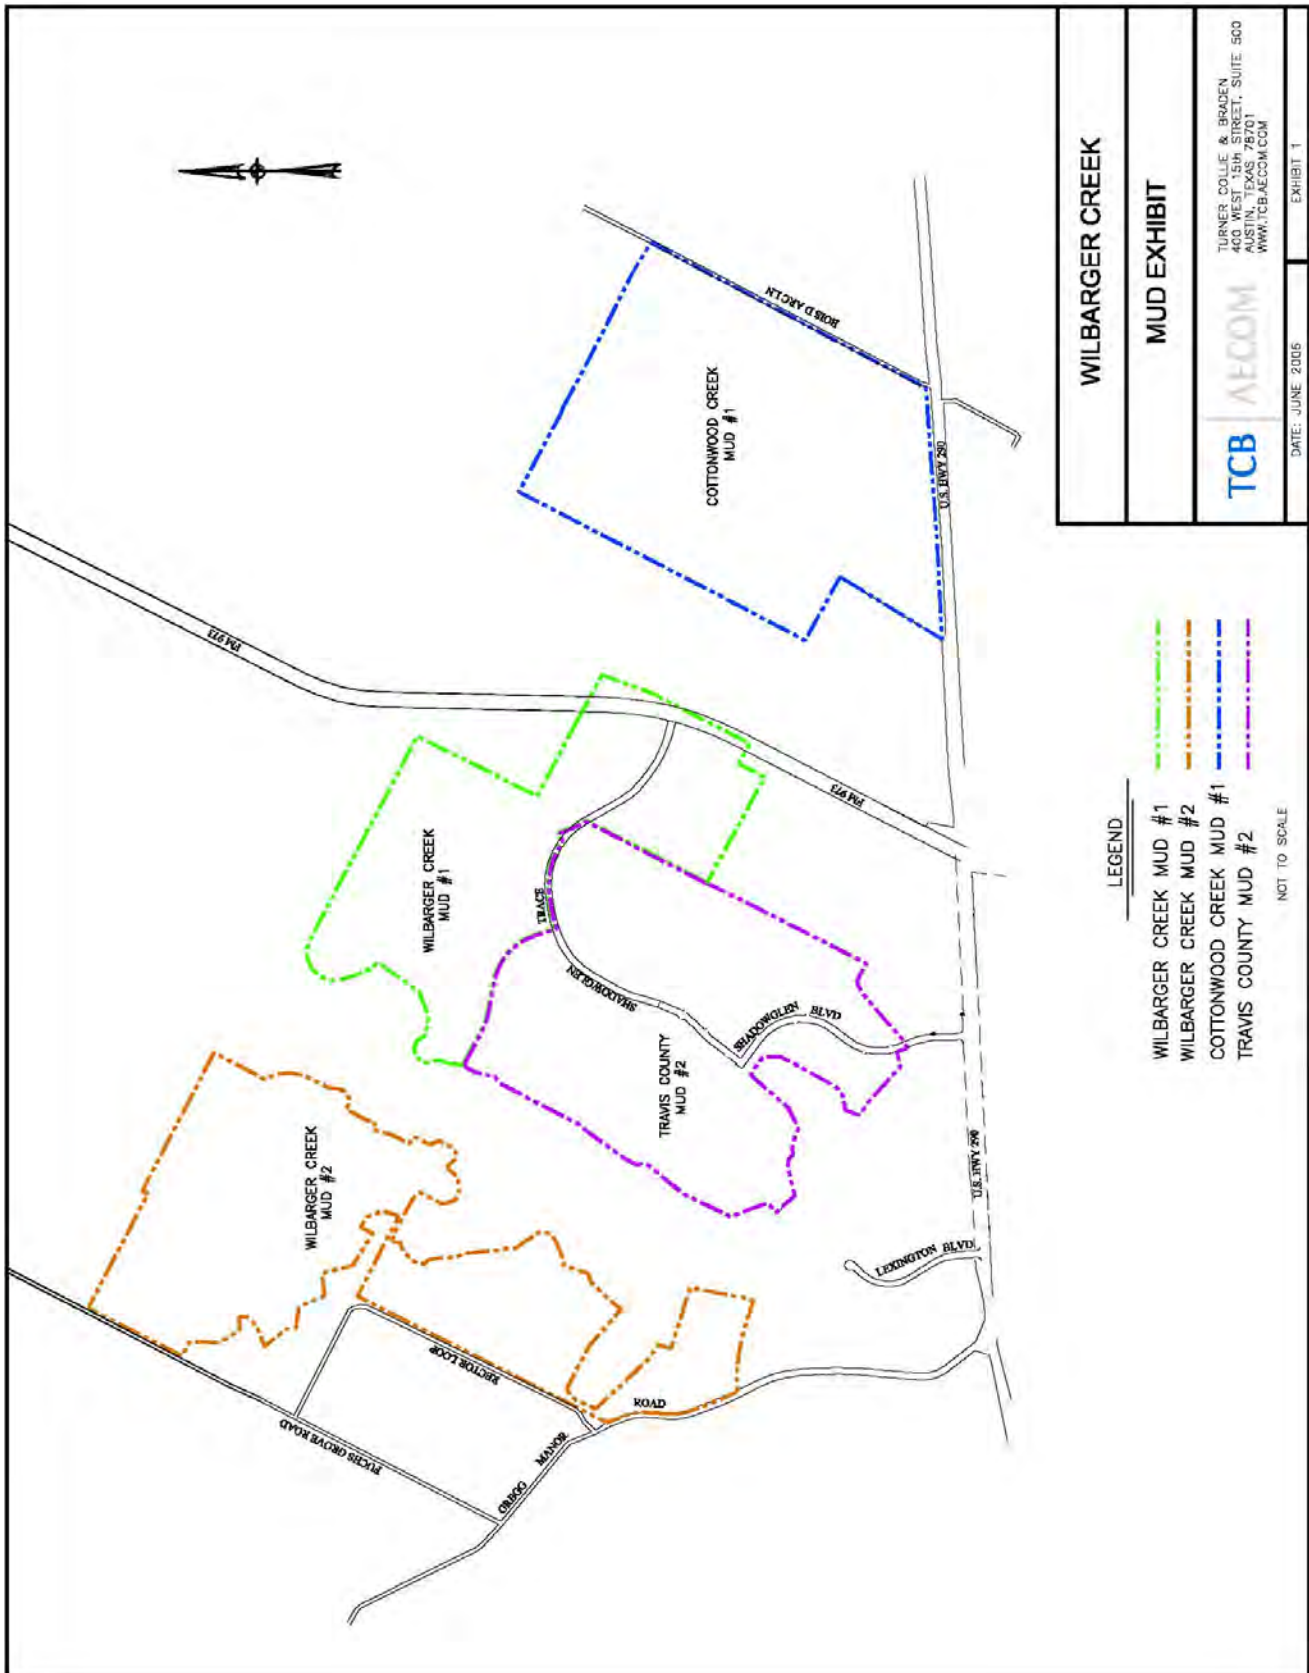 FM 973
BOIS D ARC LN
COTTONWOOD CREEK
MUD #1
U.S. HWY 290
WILBARGER CREEK
MUD #1
FM 973
TRACE
SHADOWGLEN
SHADOWGLEN BLVD
TRAVIS COUNTY
MUD #2
WILBARGER CREEK
MUD #2
U.S. HWY 290
LEXINGTON BLVD
RECTOR LOOP
FUCHS GROVE ROAD
GREGG MANOR ROAD
LEGEND
WILBARGER CREEK MUD #1
WILBARGER CREEK MUD #2
COTTONWOOD CREEK MUD #1
TRAVIS COUNTY MUD #2
NOT TO SCALE
WILBARGER CREEK
MUD EXHIBIT
TCB AECOM
TURNER COLLIE & BRADEN
400 WEST 15th STREET, SUITE 500
AUSTIN, TEXAS 78701
WWW.TCB.AECOM.COM
DATE: JUNE 2006
EXHIBIT 1